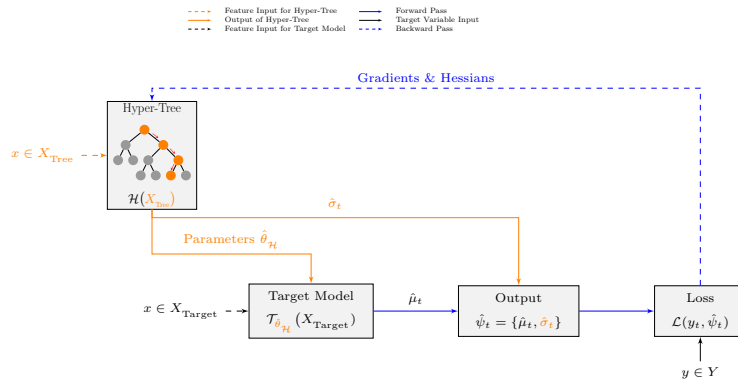 Feature Input for Hyper-Tree
Output of Hyper-Tree
Feature Input for Target Model
Forward Pass
Target Variable Input
Backward Pass
Gradients & Hessians
Hyper-Tree
x ∈ X_Tree
ℋ(X_Tree)
σ̂_t
Parameters θ̂_ℋ
Target Model
x ∈ X_Target
𝒯_θ̂_ℋ (X_Target)
μ̂_t
Output
ψ̂_t = {μ̂_t, σ̂_t}
Loss
ℒ(y_t, ψ̂_t)
y ∈ Y